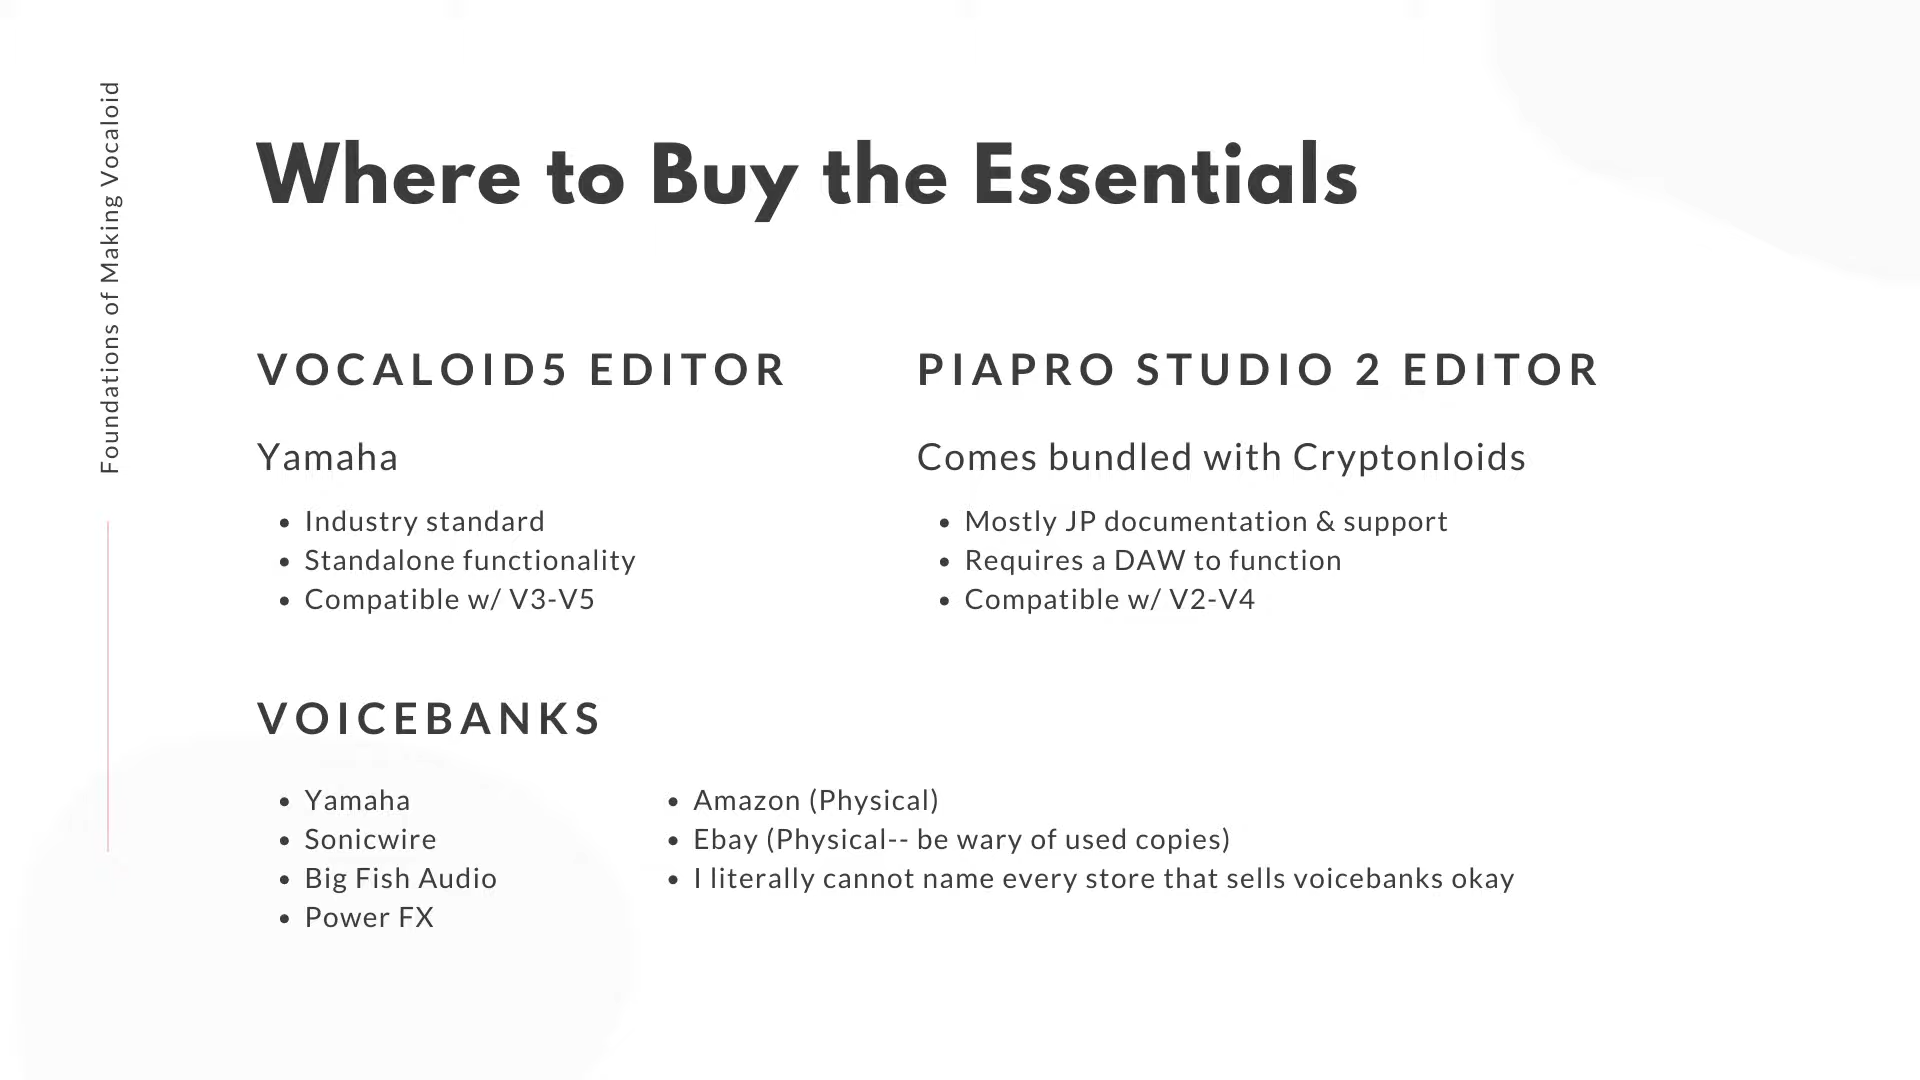 Foundations of Making Vocaloid
Where to Buy the Essentials
VOCALOID5 EDITOR
Yamaha
• Industry standard
• Standalone functionality
• Compatible w/ V3-V5
PIAPRO STUDIO 2 EDITOR
Comes bundled with Cryptonloids
• Mostly JP documentation & support
• Requires a DAW to function
• Compatible w/ V2-V4
VOICEBANKS
• Yamaha
• Sonicwire
• Big Fish Audio
• Power FX
• Amazon (Physical)
• Ebay (Physical-- be wary of used copies)
• I literally cannot name every store that sells voicebanks okay